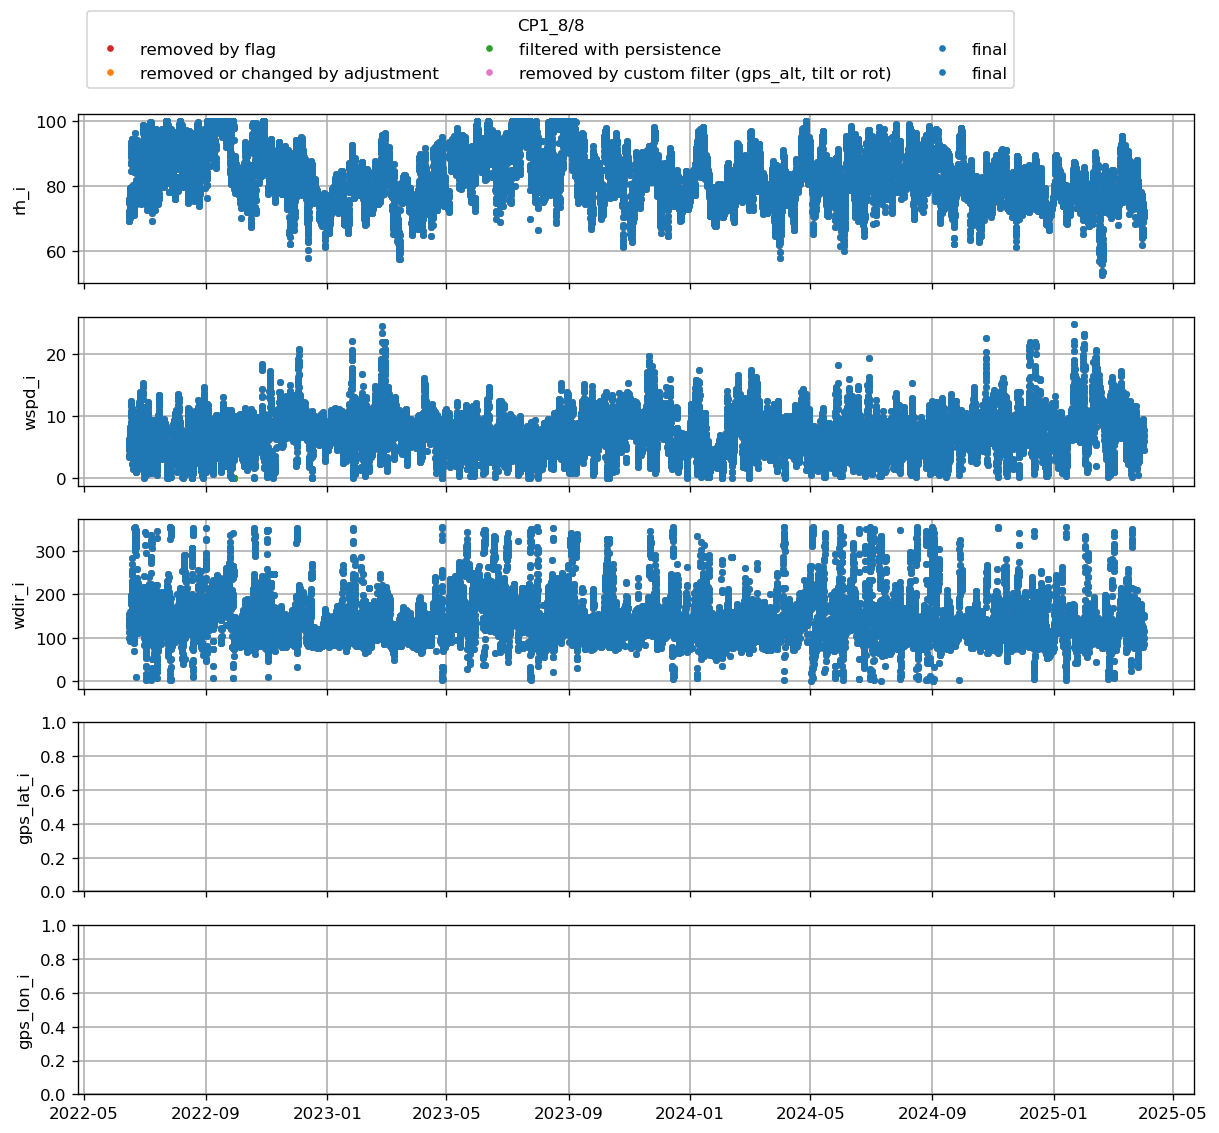 CP1_8/8
removed by flag
filtered with persistence
final
removed or changed by adjustment
removed by custom filter (gps_alt, tilt or rot)
final
100
80
60
rh_i
20
10
0
wspd_i
300
200
100
0
wdir_i
1.0
0.8
0.6
0.4
0.2
0.0
gps_lat_i
1.0
0.8
0.6
0.4
0.2
0.0
gps_lon_i
2022-05 2022-09 2023-01 2023-05 2023-09 2024-01 2024-05 2024-09 2025-01 2025-05